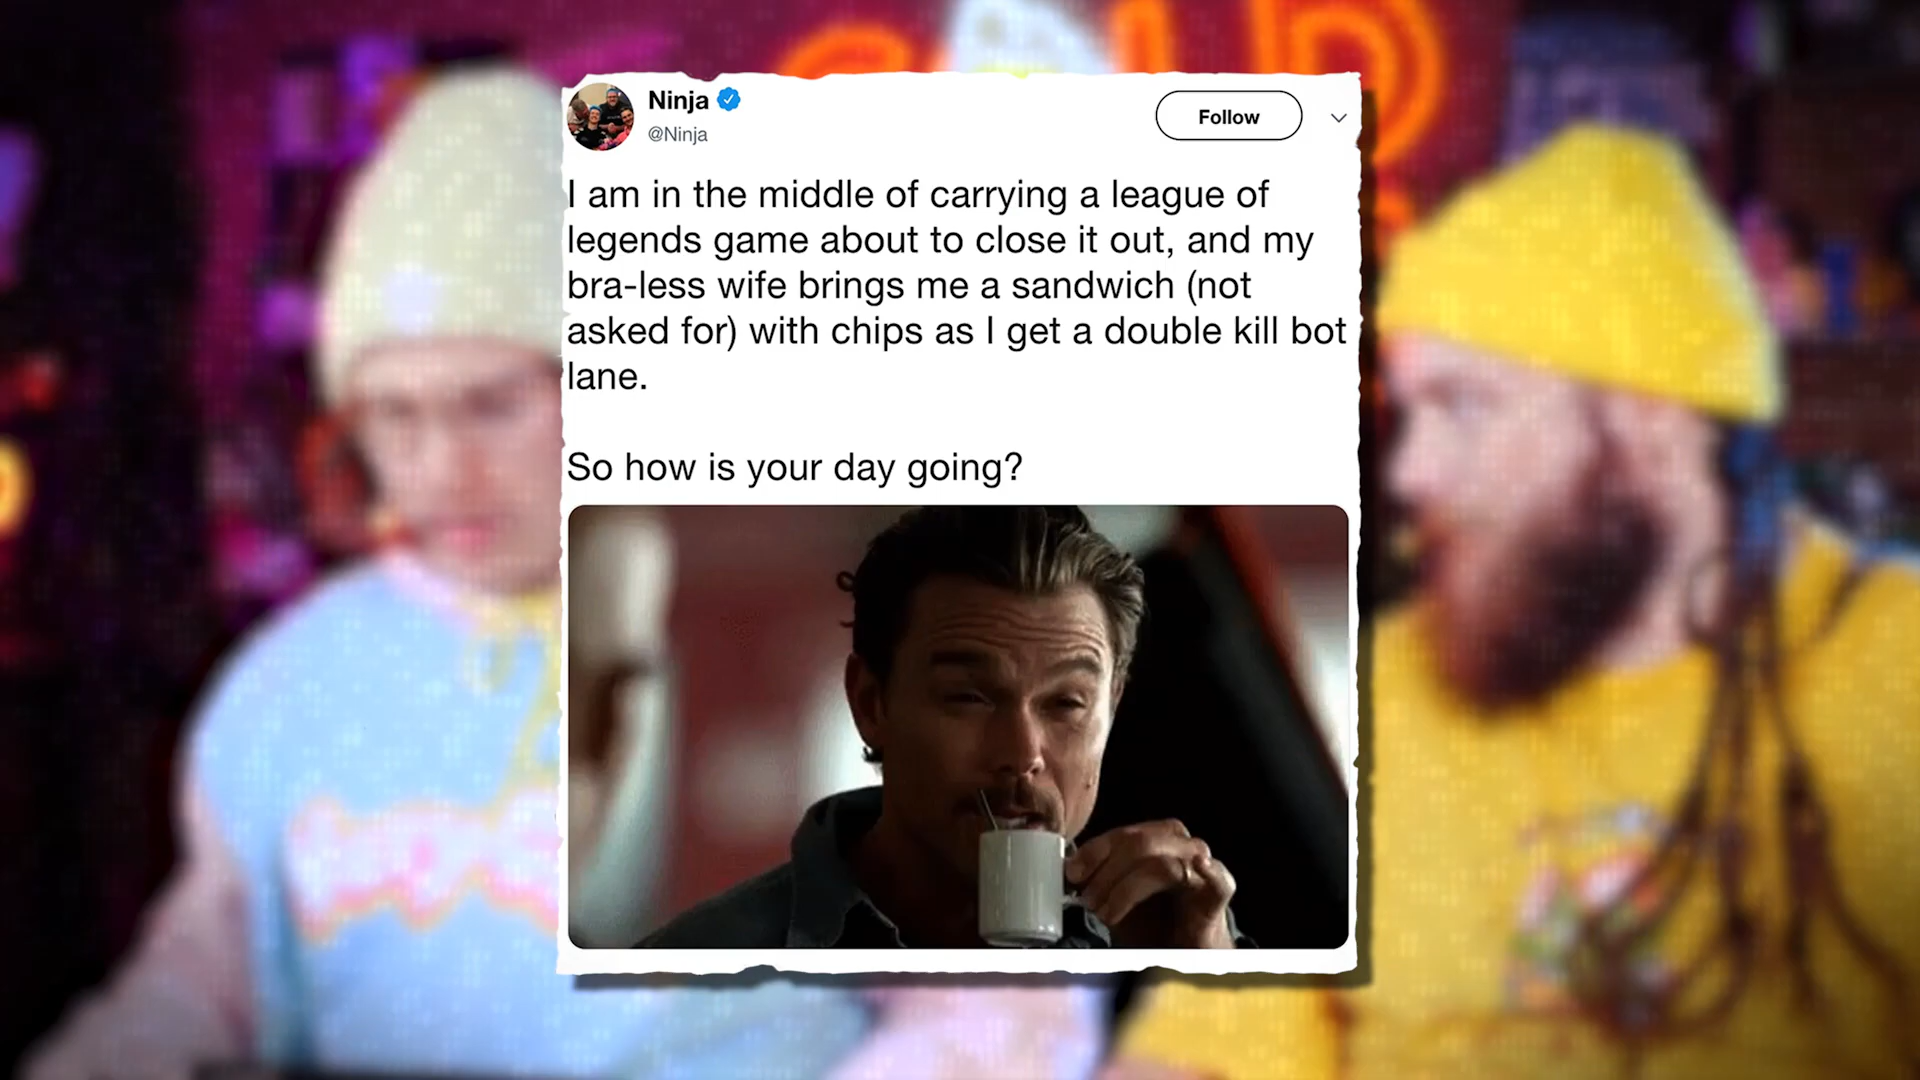 Ninja
@Ninja
Follow
I am in the middle of carrying a league of
legends game about to close it out, and my
bra-less wife brings me a sandwich (not
asked for) with chips as I get a double kill bot
lane.
So how is your day going?